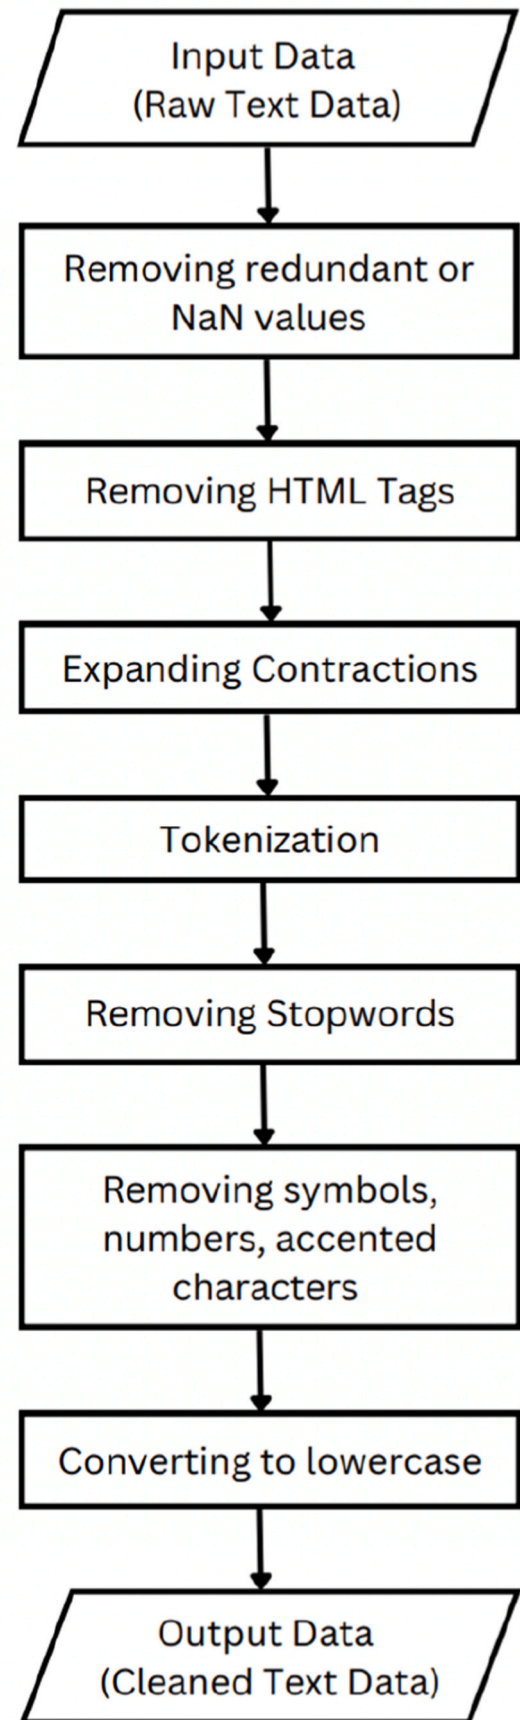 Input Data
(Raw Text Data)
Removing redundant or
NaN values
Removing HTML Tags
Expanding Contractions
Tokenization
Removing Stopwords
Removing symbols,
numbers, accented
characters
Converting to lowercase
Output Data
(Cleaned Text Data)